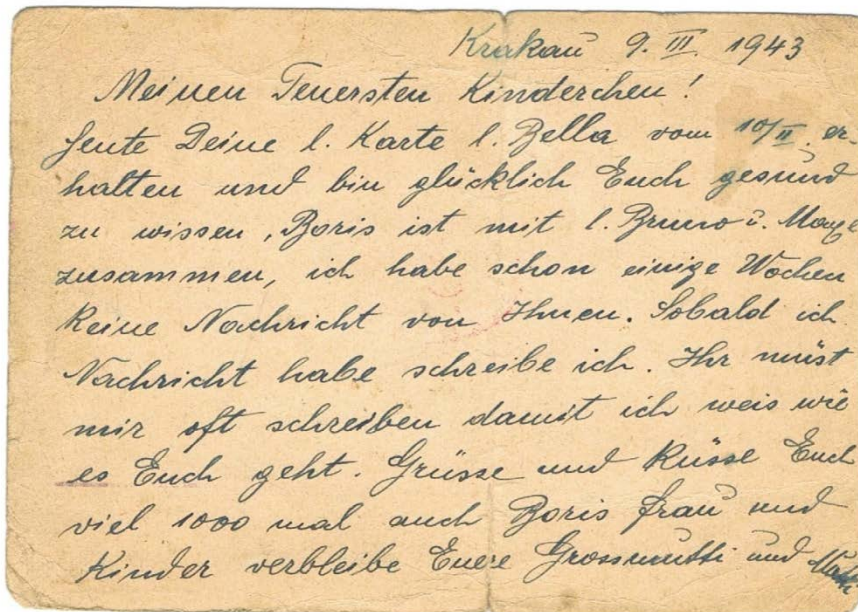 Krakau 9. III. 1943
Meinen Teuersten Kinderchen!
Heute Deine l. Karte l. Bella vom 10/II. er-
halten und bin glücklich Euch gesund
zu wissen, Boris ist mit l. Bruno u.
zusammen, ich habe schon einige Wochen
keine Nachricht von Ihnen. Sobald ich
Nachricht habe schreibe ich. Ihr müst
mir oft schreiben damit ich weis wie
es Euch geht. Grüsse und Küsse Euch
viel 1000 mal auch Boris frau und
Kinder verbleibe Euere Grossmutti und